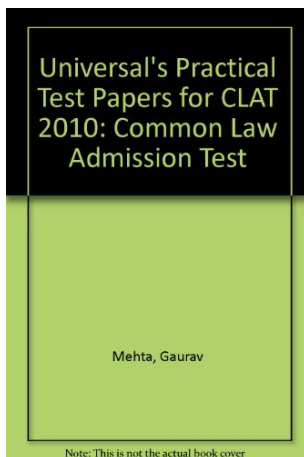 Universal's Practical
Test Papers for CLAT
2010: Common Law
Admission Test
Mehta, Gaurav
Note: This is not the actual book cover